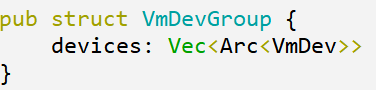 pub struct VmDevGroup {
    devices: Vec<Arc<VmDev>>
}